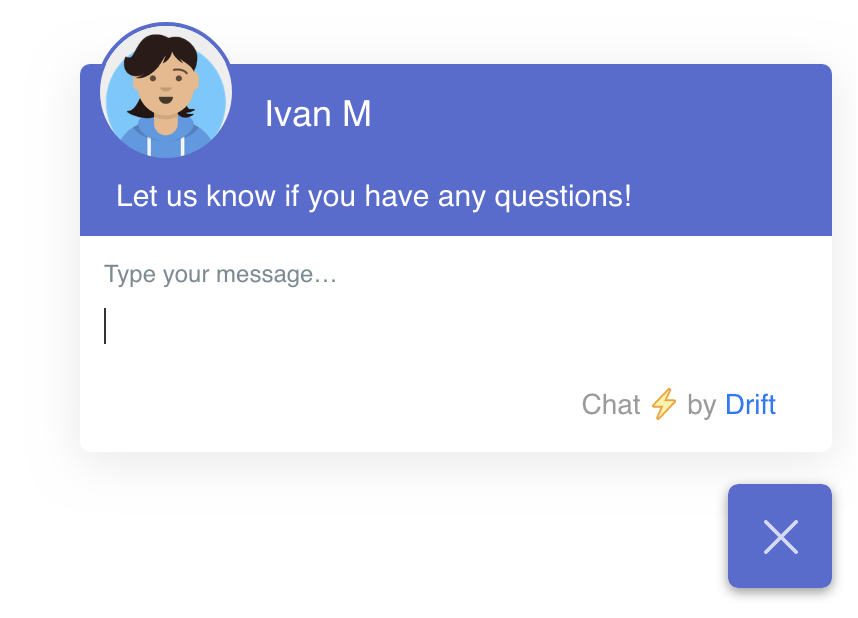 Ivan M
Let us know if you have any questions!
Type your message…
Chat ⚡ by Drift